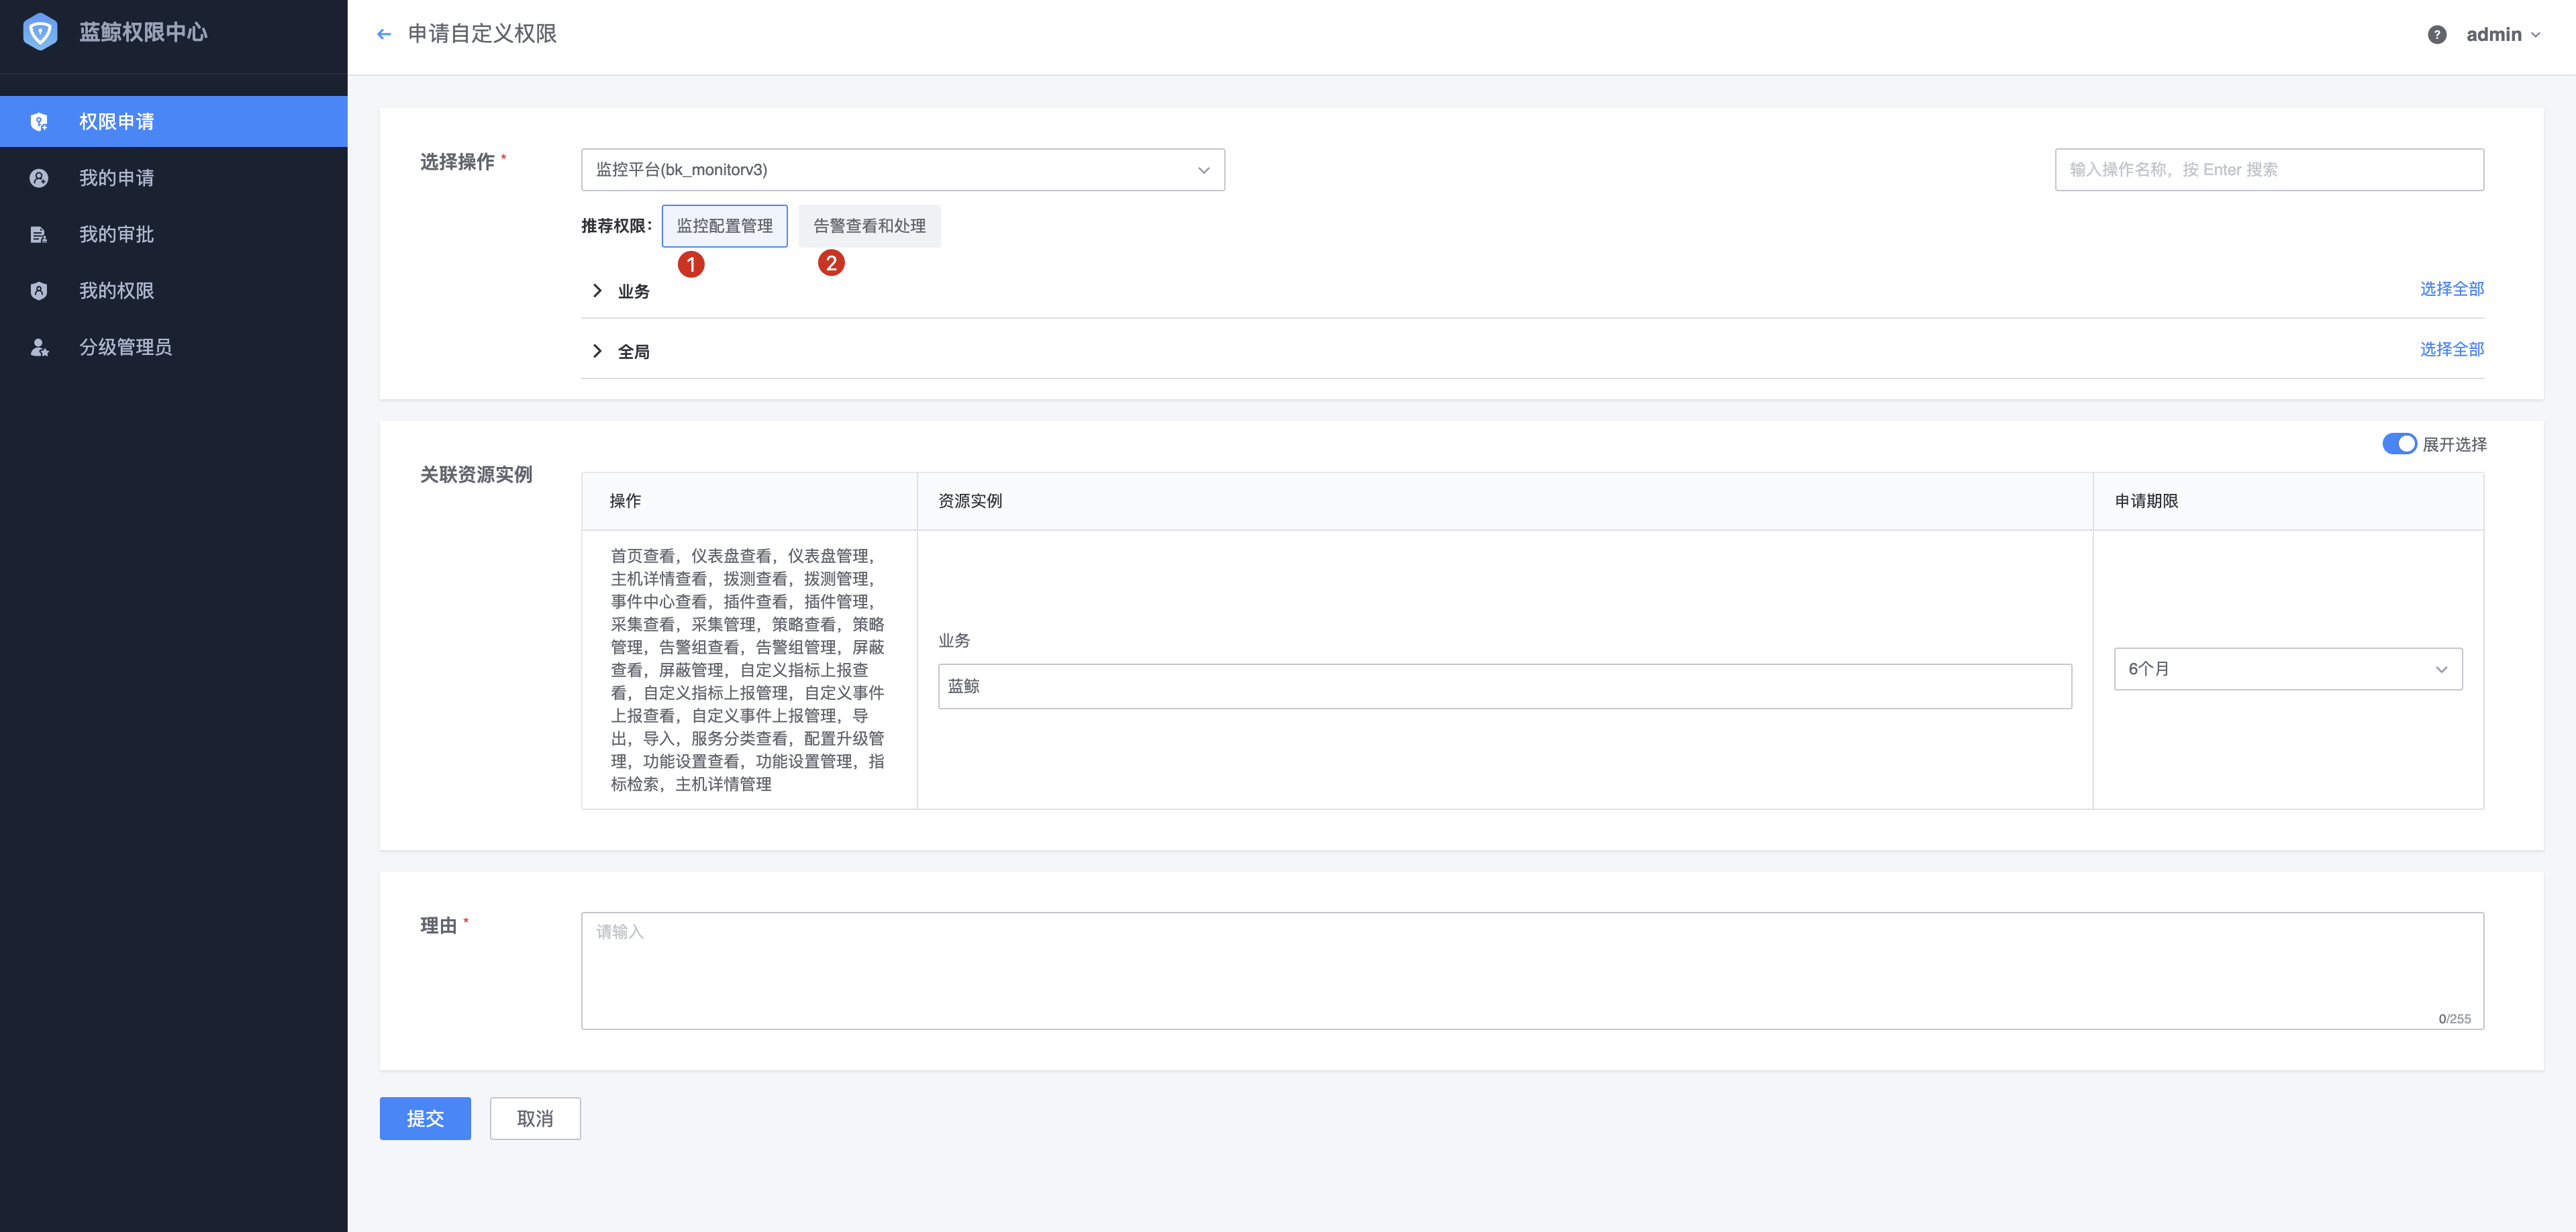 蓝鲸权限中心
申请自定义权限
? admin
权限申请
我的申请
我的审批
我的权限
分级管理员
选择操作 *
监控平台(bk_monitorv3)
输入操作名称，按 Enter 搜索
推荐权限： 监控配置管理 告警查看和处理
1 2
业务 选择全部
全局 选择全部
展开选择
关联资源实例
操作 资源实例 申请期限
首页查看，仪表盘查看，仪表盘管理，
主机详情查看，拨测查看，拨测管理，
事件中心查看，插件查看，插件管理，
采集查看，采集管理，策略查看，策略
管理，告警组查看，告警组管理，屏蔽
查看，屏蔽管理，自定义指标上报查
看，自定义指标上报管理，自定义事件
上报查看，自定义事件上报管理，导
出，导入，服务分类查看，配置升级管
理，功能设置查看，功能设置管理，指
标检索，主机详情管理
业务
蓝鲸
6个月
理由 *
请输入
0/255
提交 取消